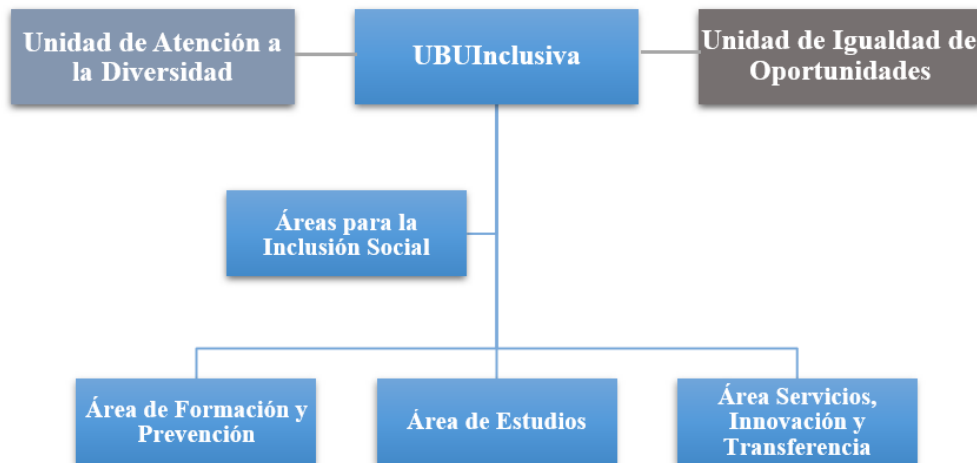 Unidad de Atención a
la Diversidad
UBUInclusiva
Unidad de Igualdad de
Oportunidades
Áreas para la
Inclusión Social
Área de Formación y
Prevención
Área de Estudios
Área Servicios,
Innovación y
Transferencia